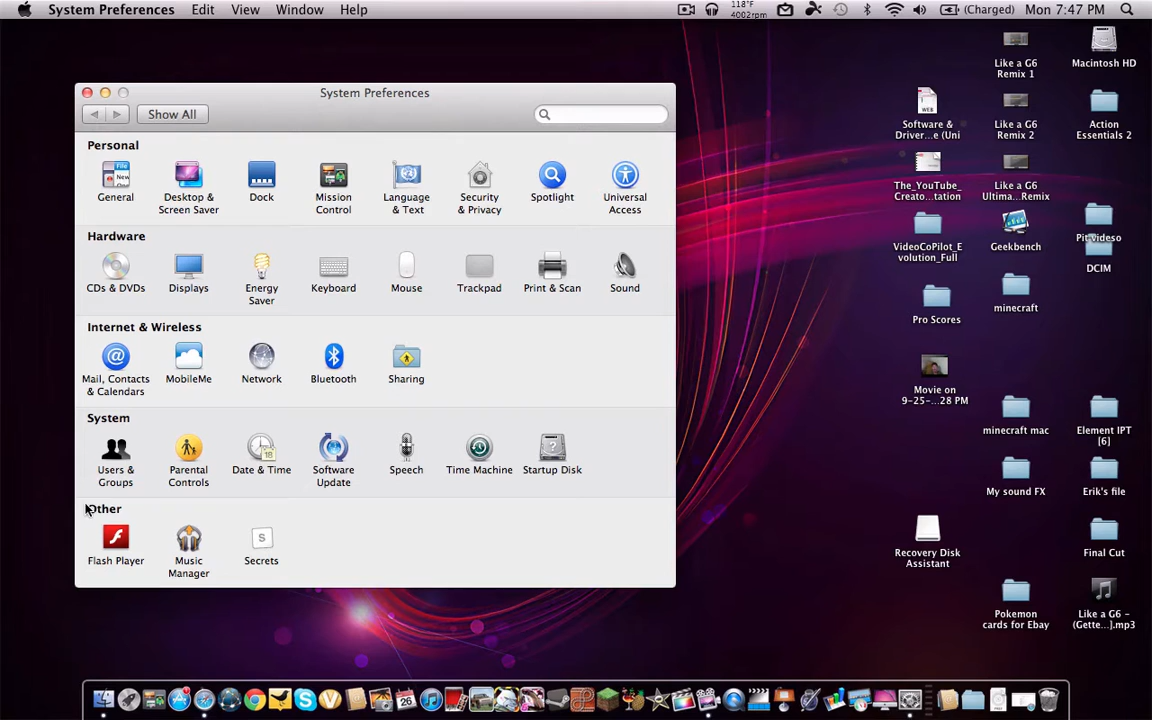 System Preferences Edit View Window Help
118°F
4002rpm
(Charged) Mon 7:47 PM
System Preferences
Show All
Personal
General
Desktop &
Screen Saver
Dock
Mission
Control
Language
& Text
Security
& Privacy
Spotlight
Universal
Access
Hardware
CDs & DVDs
Displays
Energy
Saver
Keyboard
Mouse
Trackpad
Print & Scan
Sound
Internet & Wireless
Mail, Contacts
& Calendars
MobileMe
Network
Bluetooth
Sharing
System
Users &
Groups
Parental
Controls
Date & Time
Software
Update
Speech
Time Machine
Startup Disk
Other
Flash Player
Music
Manager
Secrets
Like a G6
Remix 1
Macintosh HD
Software &
Driver...e (Uni
Like a G6
Remix 2
Action
Essentials 2
The_YouTube_
Creato...tation
Like a G6
Ultima...Remix
VideoCoPilot_E
volution_Full
Geekbench
Pit videso
DCIM
Pro Scores
minecraft
Movie on
9-25-...28 PM
minecraft mac
Element IPT
[6]
My sound FX
Erik's file
Recovery Disk
Assistant
Final Cut
Pokemon
cards for Ebay
Like a G6 -
(Gette...].mp3